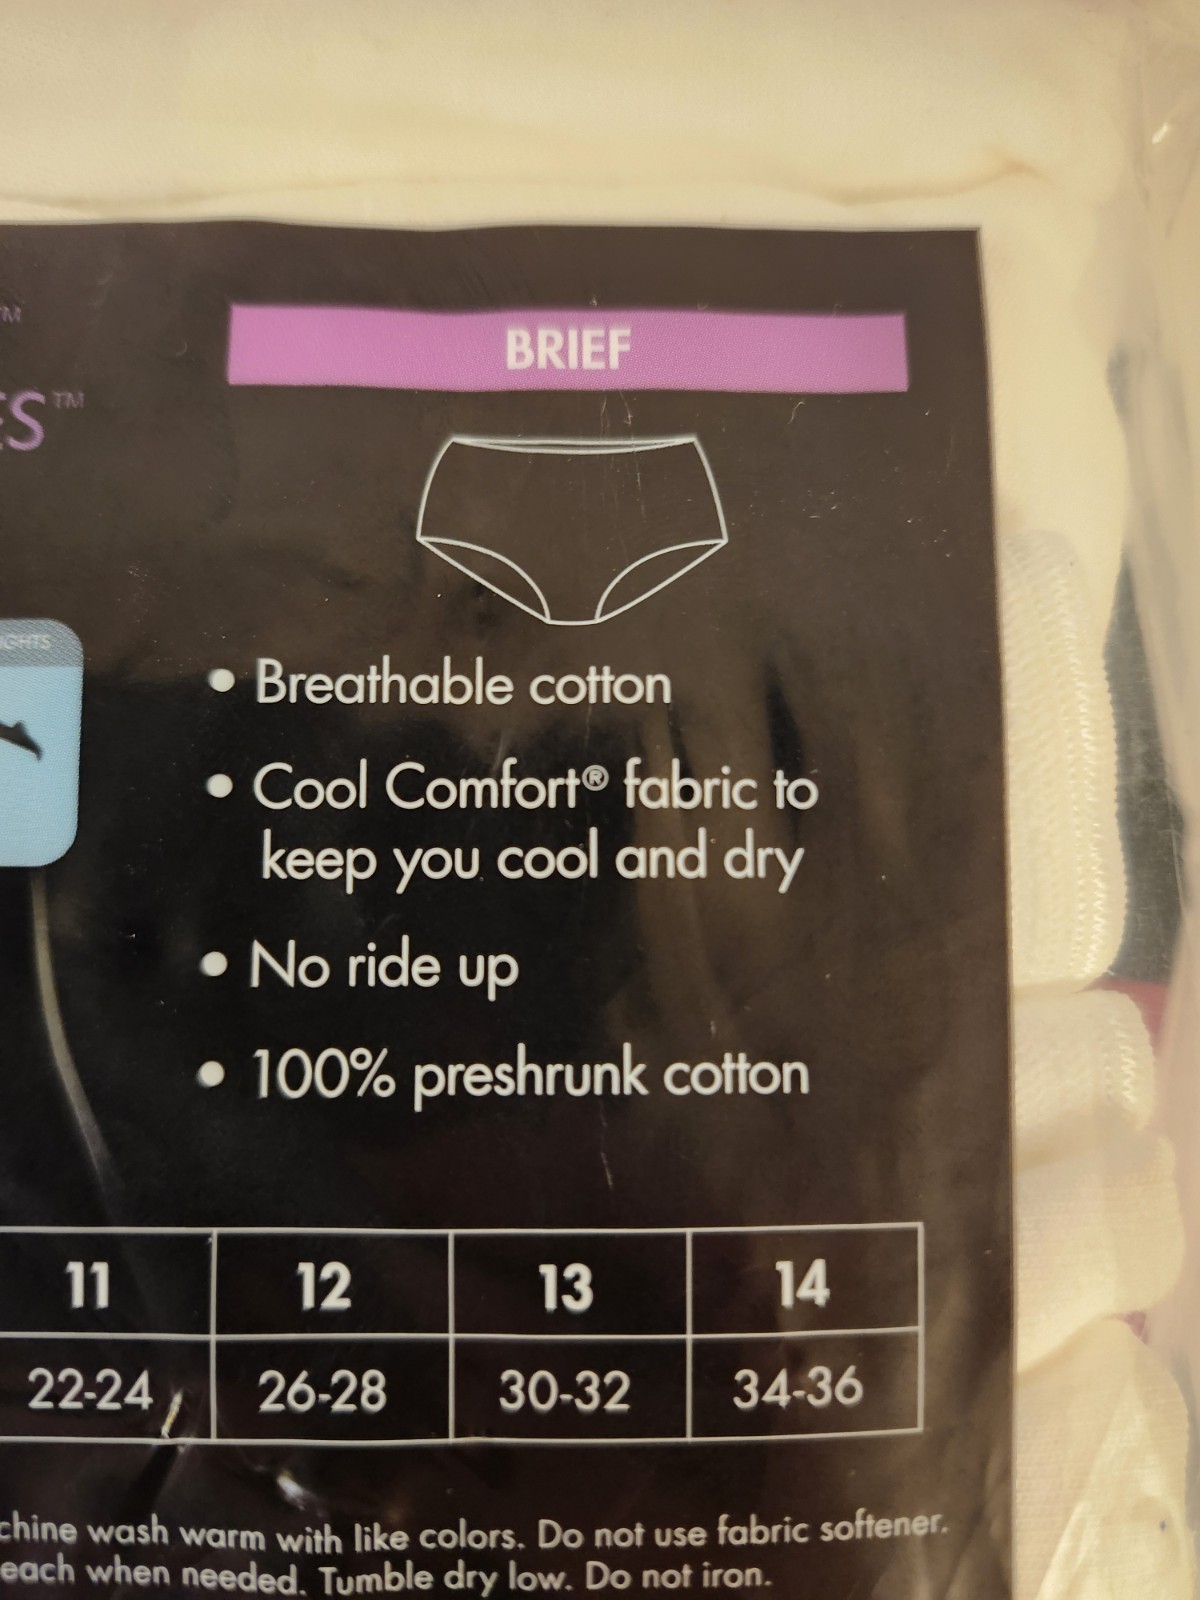 TM
ES™
BRIEF
• Breathable cotton
• Cool Comfort® fabric to
keep you cool and dry
• No ride up
• 100% preshrunk cotton
11 12 13 14
22-24 26-28 30-32 34-36
chine wash warm with like colors. Do not use fabric softener.
each when needed. Tumble dry low. Do not iron.